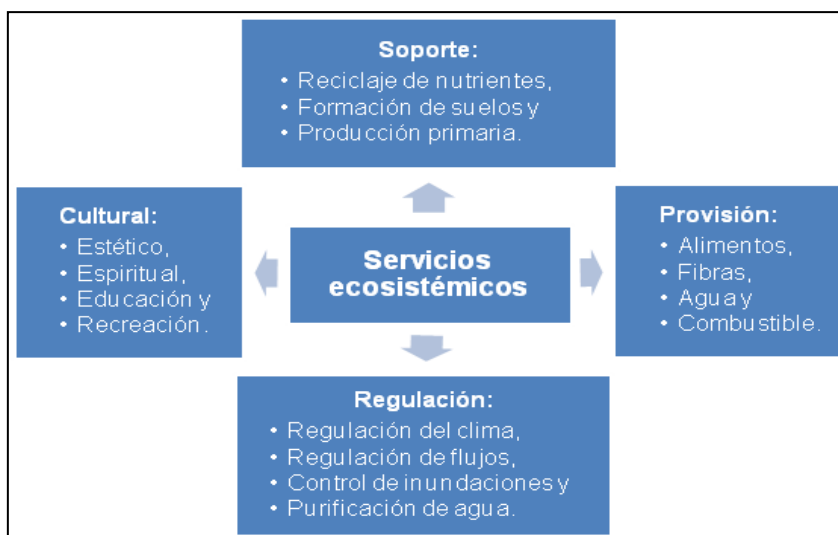 Soporte:
• Reciclaje de nutrientes,
• Formación de suelos y
• Producción primaria.
Cultural:
• Estético,
• Espiritual,
• Educación y
• Recreación.
Servicios
ecosistémicos
Provisión:
• Alimentos,
• Fibras,
• Agua y
• Combustible.
Regulación:
• Regulación del clima,
• Regulación de flujos,
• Control de inundaciones y
• Purificación de agua.